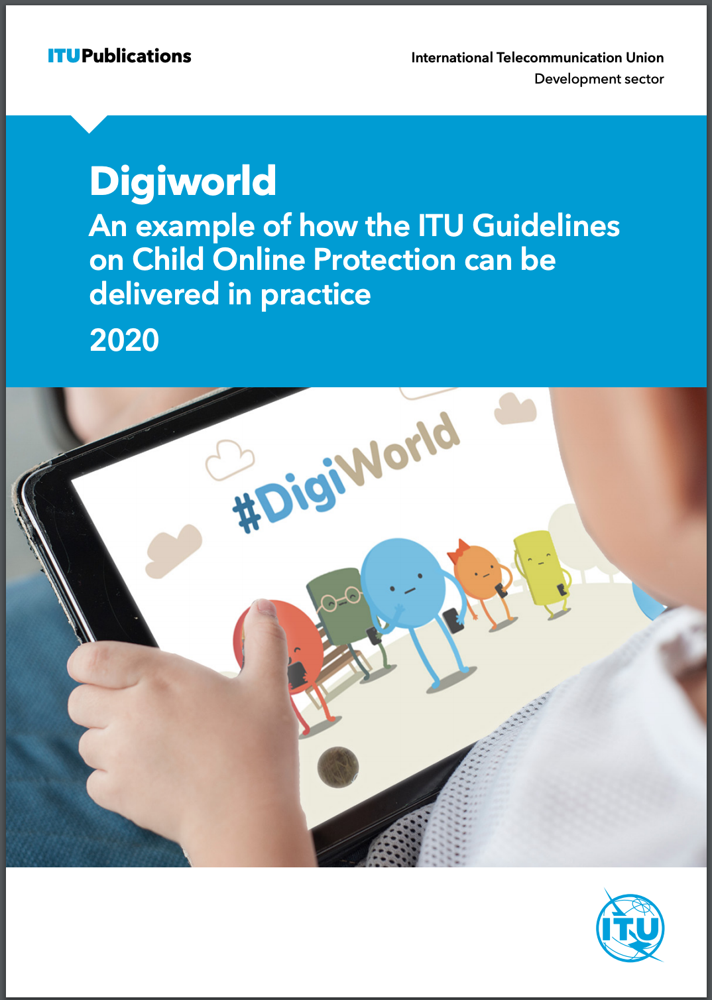 ITUPublications
International Telecommunication Union
Development sector
Digiworld
An example of how the ITU Guidelines
on Child Online Protection can be
delivered in practice
2020
#DigiWorld
ITU